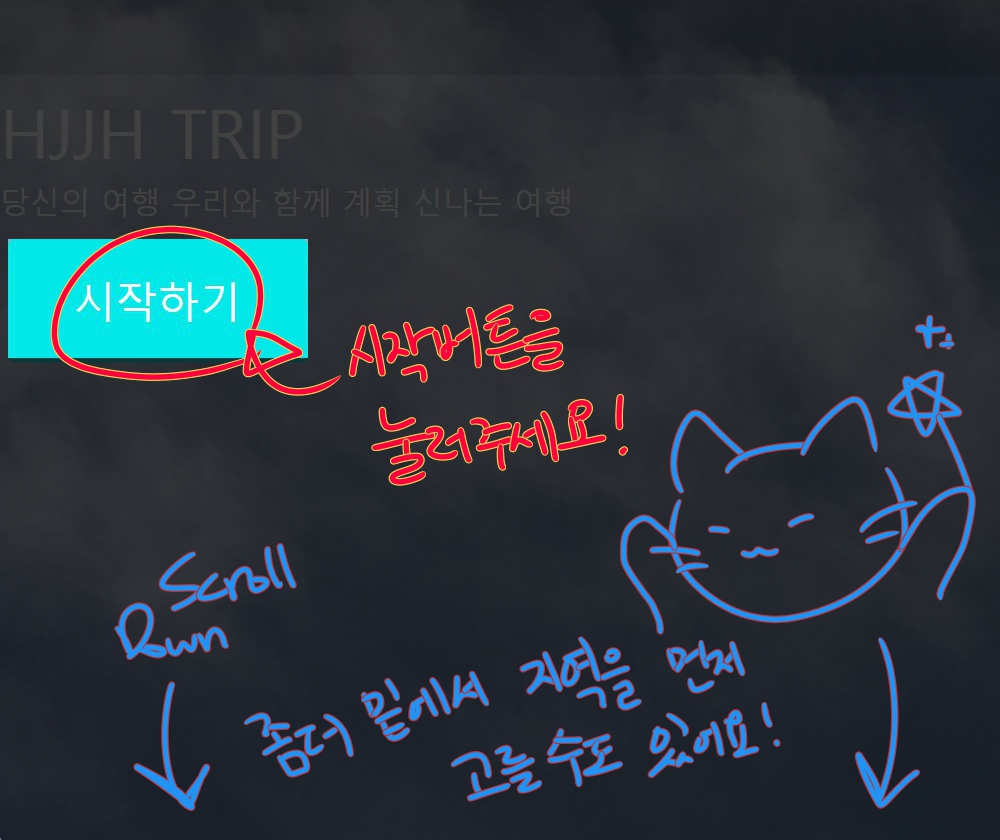 HJJH TRIP
당신의 여행 우리와 함께 계획 신나는 여행
시작하기
시작버튼을
눌러주세요!
Scroll
Down
좀더 밑에서 지역을 먼저
고를수도 있어요!